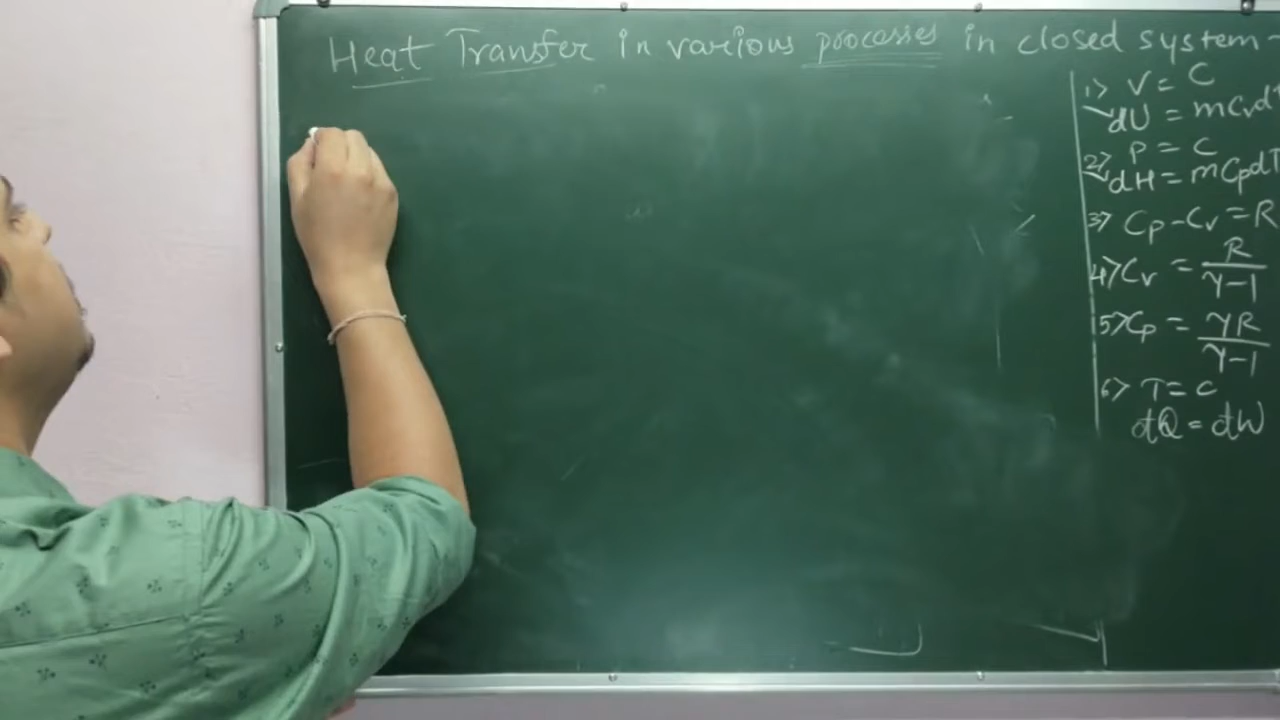 Heat Transfer in various processes in closed system-
1> V = C
dU = mCvdT
2> P = C
dH = mCpdT
3> Cp-Cv = R
4> Cv = R/γ-1
5> Cp = γR/γ-1
6> T = C
dQ = dW